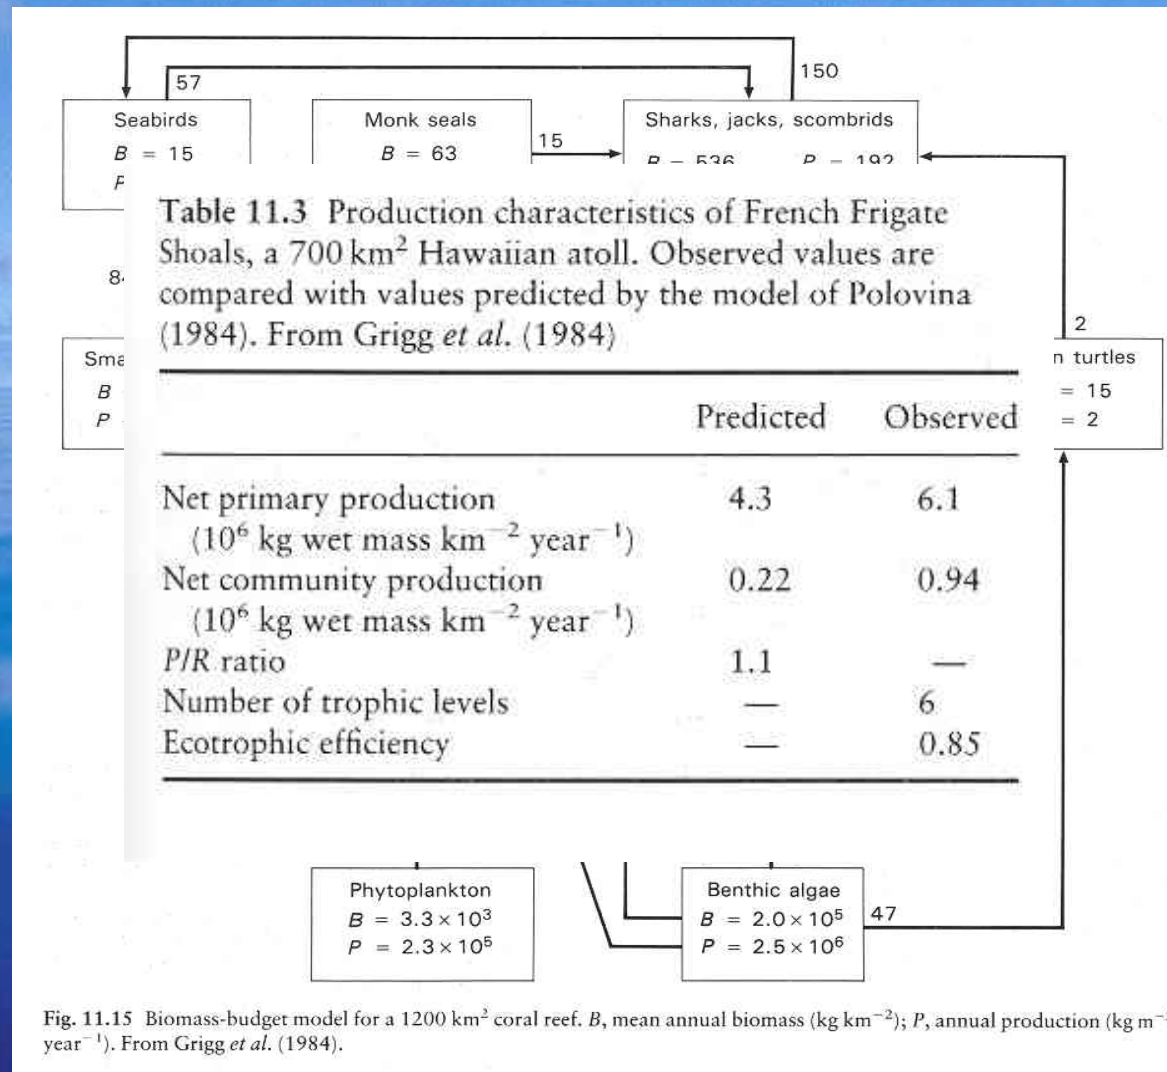 57
150
Seabirds
B = 15
P
Monk seals
B = 63
15
Sharks, jacks, scombrids
B = 536 P = 192
Table 11.3 Production characteristics of French Frigate
Shoals, a 700 km² Hawaiian atoll. Observed values are
compared with values predicted by the model of Polovina
(1984). From Grigg et al. (1984)
8
2
Sma
B
P
n turtles
= 15
= 2
Predicted Observed
Net primary production 4.3 6.1
(10⁶ kg wet mass km⁻² year⁻¹)
Net community production 0.22 0.94
(10⁶ kg wet mass km⁻² year⁻¹)
P/R ratio 1.1 —
Number of trophic levels — 6
Ecotrophic efficiency — 0.85
Phytoplankton
B = 3.3 × 10³
P = 2.3 × 10⁵
Benthic algae
B = 2.0 × 10⁵
P = 2.5 × 10⁶
47
Fig. 11.15 Biomass-budget model for a 1200 km² coral reef. B, mean annual biomass (kg km⁻²); P, annual production (kg m⁻
year⁻¹). From Grigg et al. (1984).